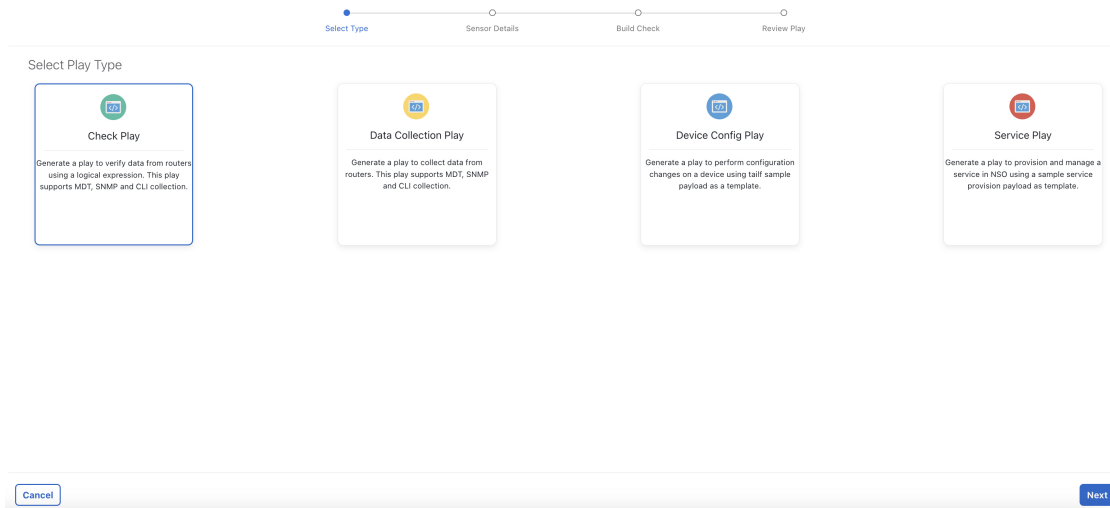 Select Type
Sensor Details
Build Check
Review Play
Select Play Type
Check Play
Generate a play to verify data from routers
using a logical expression. This play
supports MDT, SNMP and CLI collection.
Data Collection Play
Generate a play to collect data from
routers. This play supports MDT, SNMP
and CLI collection.
Device Config Play
Generate a play to perform configuration
changes on a device using tailf sample
payload as a template.
Service Play
Generate a play to provision and manage a
service in NSO using a sample service
provision payload as template.
Cancel
Next